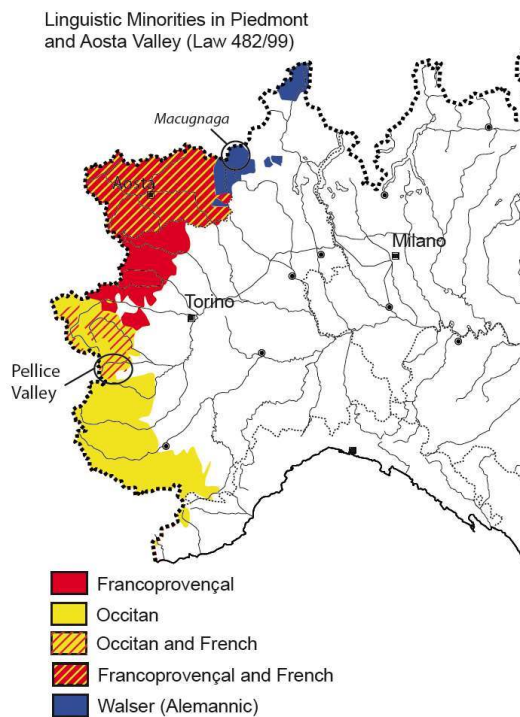 Linguistic Minorities in Piedmont
and Aosta Valley (Law 482/99)
Macugnaga
Aosta
Milano
Torino
Pellice
Valley
Francoprovençal
Occitan
Occitan and French
Francoprovençal and French
Walser (Alemannic)